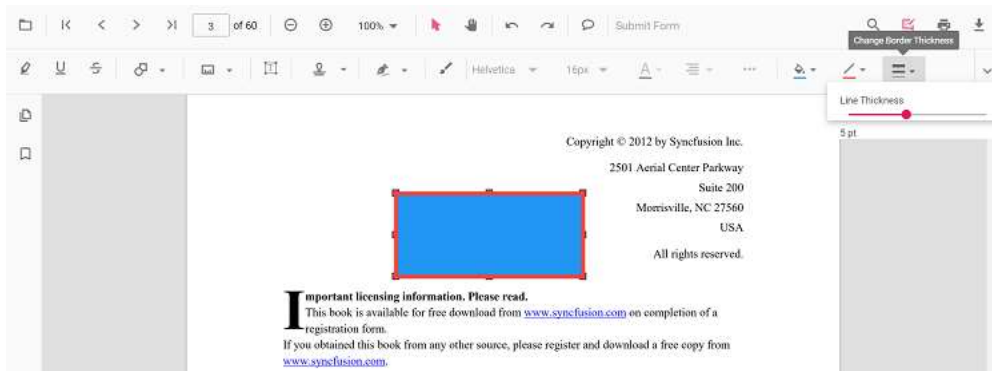 3 of 60 100% Submit Form
Change Border Thickness
Helvetica 16px A
Line Thickness
5 pt
Copyright © 2012 by Syncfusion Inc.
2501 Aerial Center Parkway
Suite 200
Morrisville, NC 27560
USA
All rights reserved.
Important licensing information. Please read.
This book is available for free download from www.syncfusion.com on completion of a
registration form.
If you obtained this book from any other source, please register and download a free copy from
www.syncfusion.com.